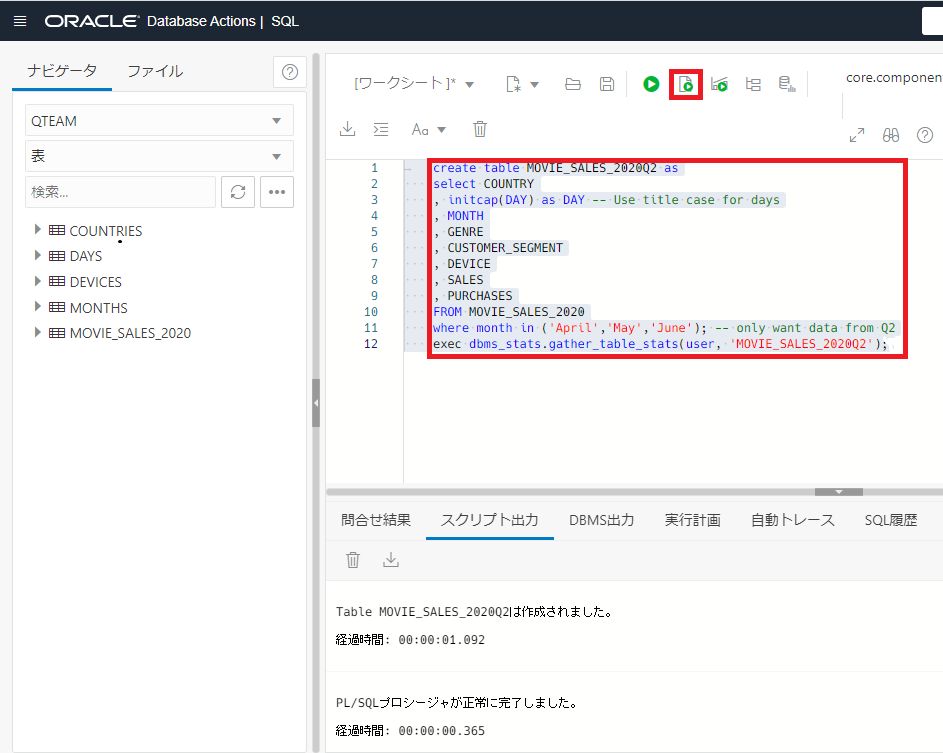 ORACLE Database Actions | SQL
ナビゲータ
ファイル
QTEAM
表
検索...
COUNTRIES
DAYS
DEVICES
MONTHS
MOVIE_SALES_2020
[ワークシート]*
core.componen
Aa
1 create table MOVIE_SALES_2020Q2 as
2 select COUNTRY
3 , initcap(DAY) as DAY -- Use title case for days
4 , MONTH
5 , GENRE
6 , CUSTOMER_SEGMENT
7 , DEVICE
8 , SALES
9 , PURCHASES
10 FROM MOVIE_SALES_2020
11 where month in ('April','May','June'); -- only want data from Q2
12 exec dbms_stats.gather_table_stats(user, 'MOVIE_SALES_2020Q2');
問合せ結果 スクリプト出力 DBMS出力 実行計画 自動トレース SQL履歴
Table MOVIE_SALES_2020Q2は作成されました。
経過時間: 00:00:01.092
PL/SQLプロシージャが正常に完了しました。
経過時間: 00:00:00.365